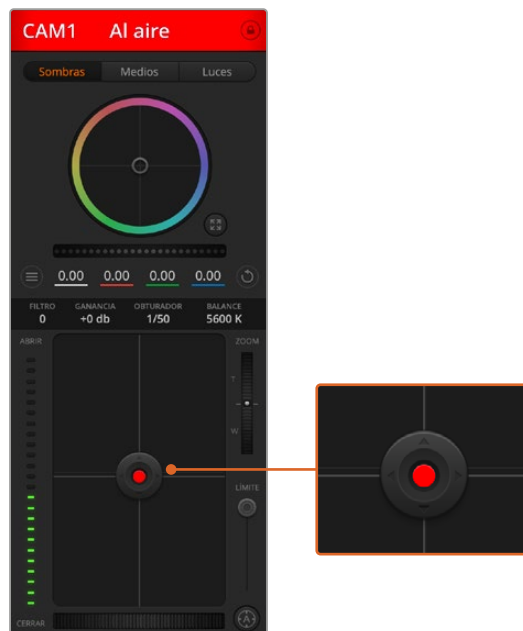 CAM1 Al aire
Sombras Medios Luces
0.00 0.00 0.00 0.00
FILTRO GANANCIA OBTURADOR BALANCE
0 +0 db 1/50 5600 K
ABRIR ZOOM
T
W
LÍMITE
CERRAR A